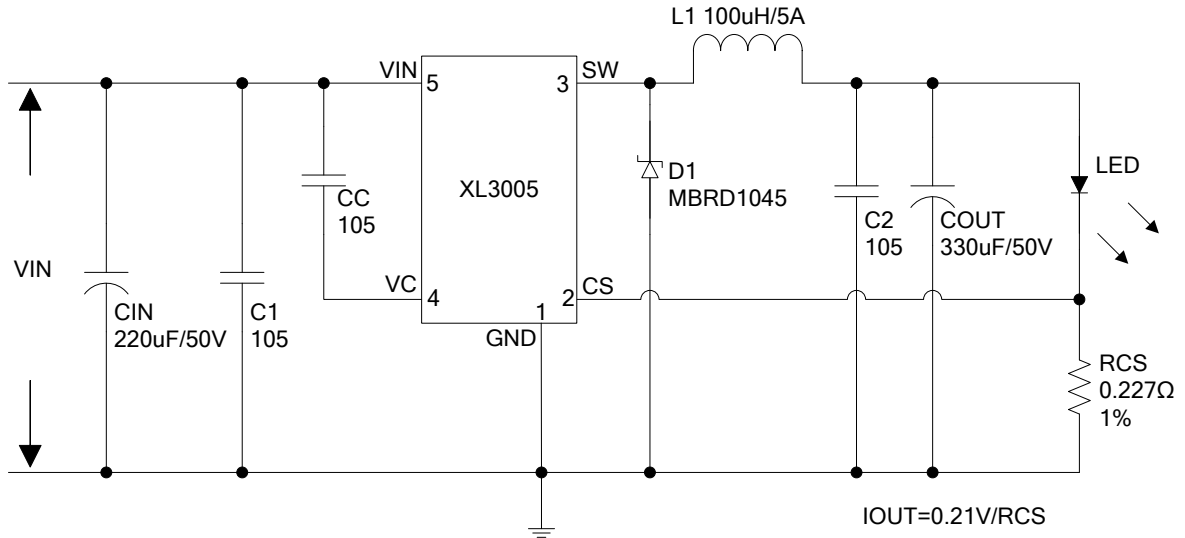 L1 100uH/5A
VIN
5
3
SW
XL3005
CC
105
D1
MBRD1045
LED
C2
105
COUT
330uF/50V
VIN
VC
4
2
CS
1
GND
CIN
220uF/50V
C1
105
RCS
0.227Ω
1%
IOUT=0.21V/RCS